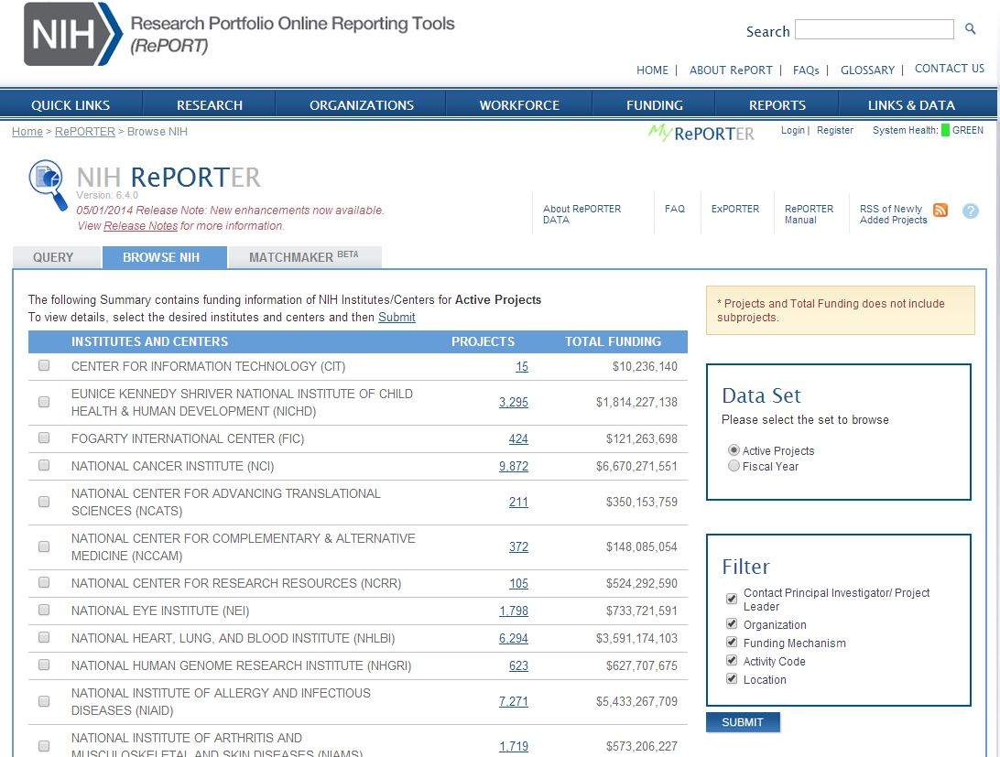 NIH Research Portfolio Online Reporting Tools
(RePORT)
Search
HOME | ABOUT RePORT | FAQs | GLOSSARY | CONTACT US
QUICK LINKS RESEARCH ORGANIZATIONS WORKFORCE FUNDING REPORTS LINKS & DATA
Home > RePORTER > Browse NIH
My RePORTER Login | Register System Health: GREEN
NIH RePORTER
Version: 6.4.0
05/01/2014 Release Note: New enhancements now available.
View Release Notes for more information.
About RePORTER
DATA
FAQ
ExPORTER
RePORTER
Manual
RSS of Newly
Added Projects
?
QUERY BROWSE NIH MATCHMAKER BETA
The following Summary contains funding information of NIH Institutes/Centers for Active Projects
To view details, select the desired institutes and centers and then Submit
INSTITUTES AND CENTERS PROJECTS TOTAL FUNDING
CENTER FOR INFORMATION TECHNOLOGY (CIT) 15 $10,236,140
EUNICE KENNEDY SHRIVER NATIONAL INSTITUTE OF CHILD
HEALTH & HUMAN DEVELOPMENT (NICHD) 3,295 $1,814,227,138
FOGARTY INTERNATIONAL CENTER (FIC) 424 $121,263,698
NATIONAL CANCER INSTITUTE (NCI) 9,872 $6,670,271,551
NATIONAL CENTER FOR ADVANCING TRANSLATIONAL
SCIENCES (NCATS) 211 $350,153,759
NATIONAL CENTER FOR COMPLEMENTARY & ALTERNATIVE
MEDICINE (NCCAM) 372 $148,085,054
NATIONAL CENTER FOR RESEARCH RESOURCES (NCRR) 105 $524,292,590
NATIONAL EYE INSTITUTE (NEI) 1,798 $733,721,591
NATIONAL HEART, LUNG, AND BLOOD INSTITUTE (NHLBI) 6,294 $3,591,174,103
NATIONAL HUMAN GENOME RESEARCH INSTITUTE (NHGRI) 623 $627,707,675
NATIONAL INSTITUTE OF ALLERGY AND INFECTIOUS
DISEASES (NIAID) 7,271 $5,433,267,709
NATIONAL INSTITUTE OF ARTHRITIS AND
MUSCULOSKELETAL AND SKIN DISEASES (NIAMS) 1,719 $573,206,227
* Projects and Total Funding does not include
subprojects.
Data Set
Please select the set to browse
Active Projects
Fiscal Year
Filter
Contact Principal Investigator/ Project
Leader
Organization
Funding Mechanism
Activity Code
Location
SUBMIT